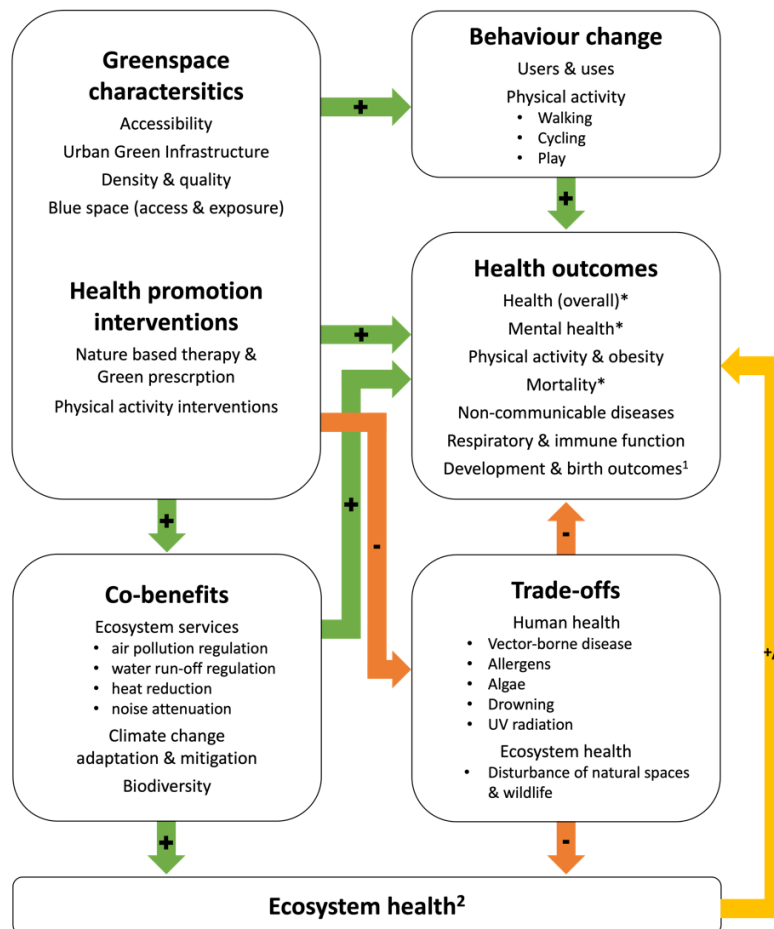 Greenspace
charactersitics
Accessibility
Urban Green Infrastructure
Density & quality
Blue space (access & exposure)
Health promotion
interventions
Nature based therapy &
Green prescrption
Physical activity interventions
+
Behaviour change
Users & uses
Physical activity
• Walking
• Cycling
• Play
+
Health outcomes
Health (overall)*
Mental health*
Physical activity & obesity
Mortality*
Non-communicable diseases
Respiratory & immune function
Development & birth outcomes¹
+
+
-
+
-
Co-benefits
Ecosystem services
• air pollution regulation
• water run-off regulation
• heat reduction
• noise attenuation
Climate change
adaptation & mitigation
Biodiversity
+
Trade-offs
Human health
• Vector-borne disease
• Allergens
• Algae
• Drowning
• UV radiation
Ecosystem health
• Disturbance of natural spaces
& wildlife
-
+/
Ecosystem health²